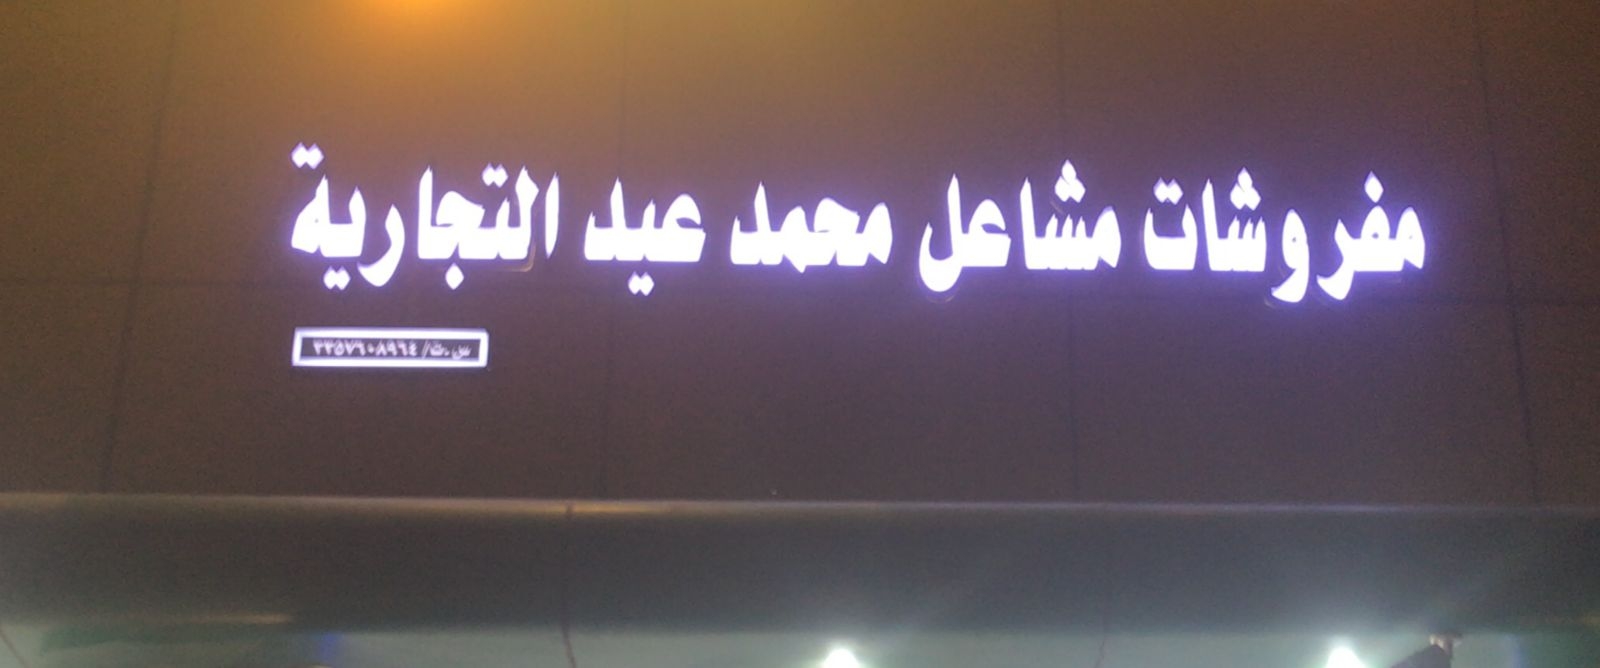 مفروشات مشاعل محمد عيد التجارية
س.ت/ ٣٣٥٧٦٠٨٩٦٤